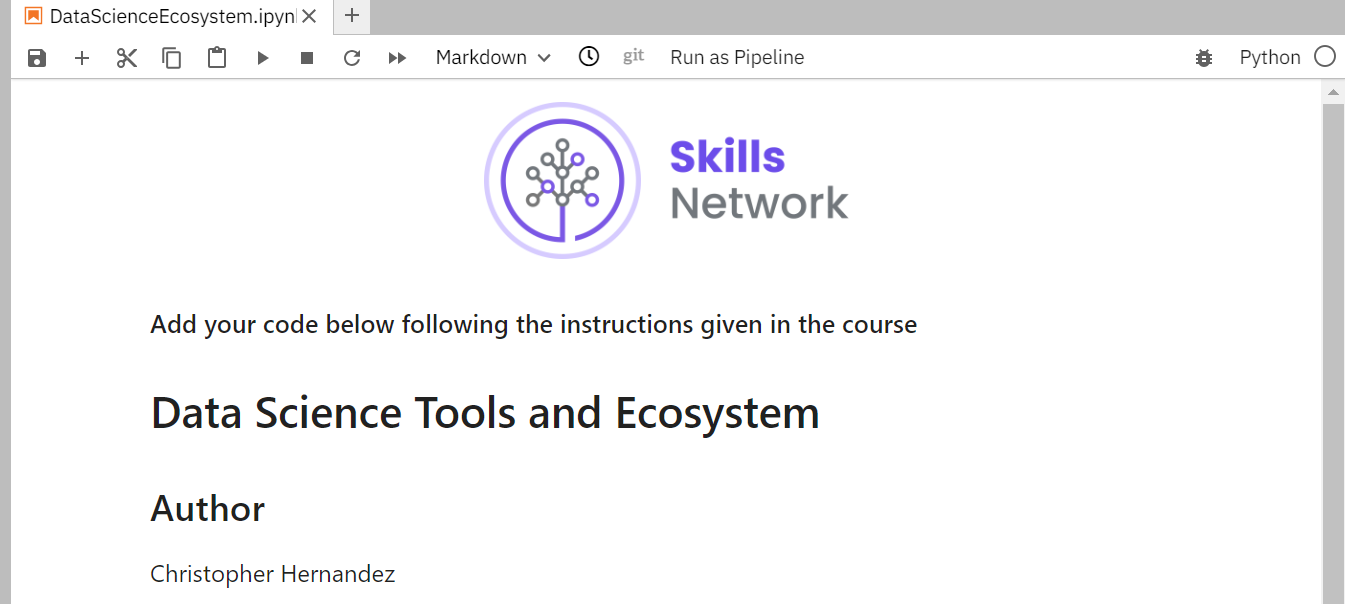 DataScienceEcosystem.ipyn
Markdown git Run as Pipeline Python
Skills
Network
Add your code below following the instructions given in the course
Data Science Tools and Ecosystem
Author
Christopher Hernandez